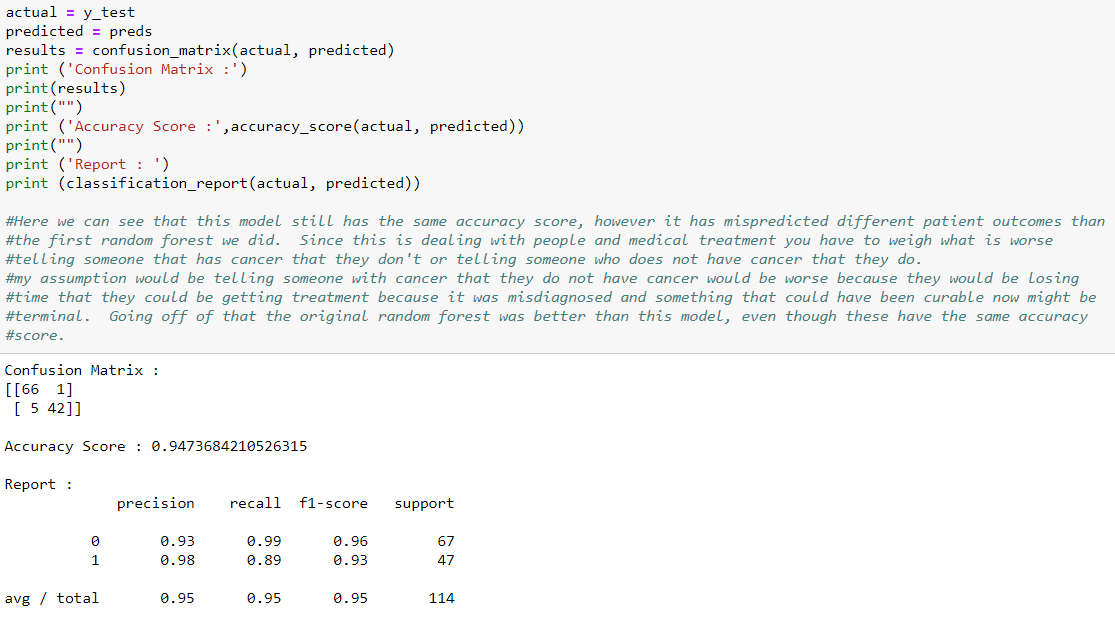 actual = y_test
predicted = preds
results = confusion_matrix(actual, predicted)
print ('Confusion Matrix :')
print(results)
print("")
print ('Accuracy Score :',accuracy_score(actual, predicted))
print("")
print ('Report : ')
print (classification_report(actual, predicted))

#Here we can see that this model still has the same accuracy score, however it has mispredicted different patient outcomes than
#the first random forest we did.  Since this is dealing with people and medical treatment you have to weigh what is worse
#telling someone that has cancer that they don't or telling someone who does not have cancer that they do.
#my assumption would be telling someone with cancer that they do not have cancer would be worse because they would be losing
#time that they could be getting treatment because it was misdiagnosed and something that could have been curable now might be
#terminal.  Going off of that the original random forest was better than this model, even though these have the same accuracy
#score.

Confusion Matrix :
[[66  1]
 [ 5 42]]

Accuracy Score : 0.9473684210526315

Report :
             precision    recall  f1-score   support

          0       0.93      0.99      0.96        67
          1       0.98      0.89      0.93        47

avg / total       0.95      0.95      0.95       114